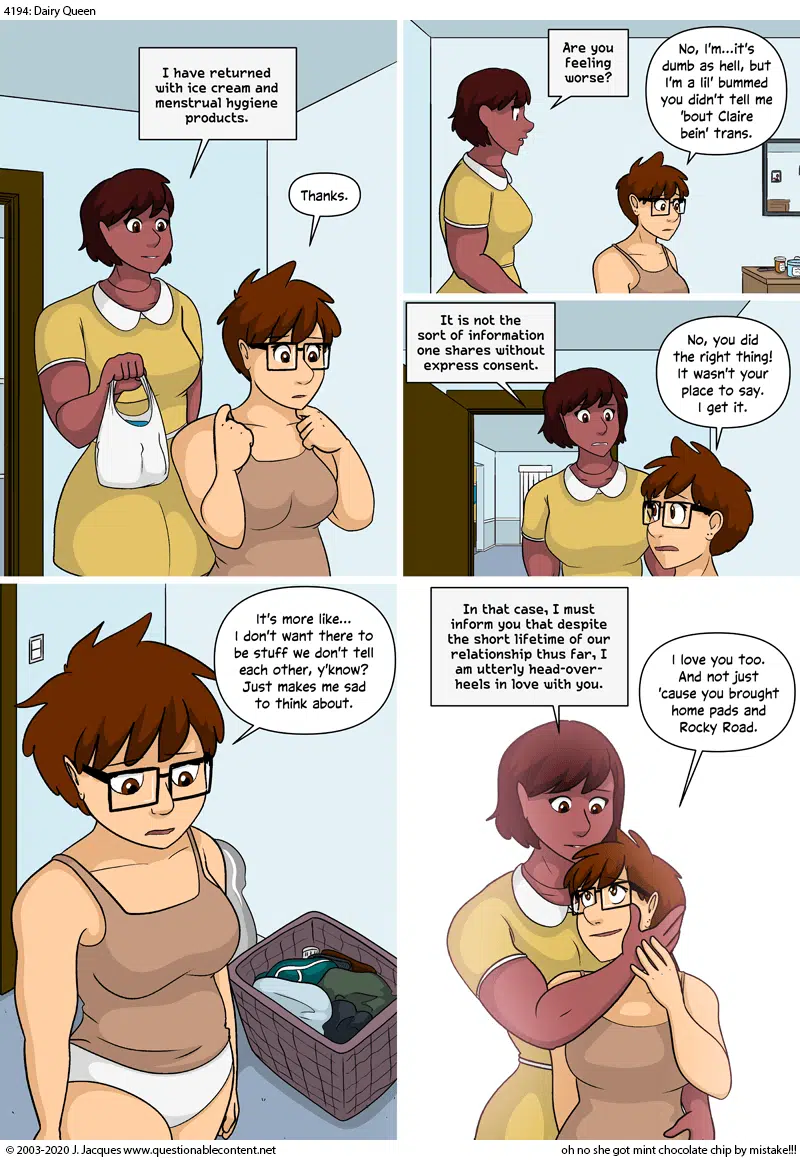 4194: Dairy Queen
I have returned
with ice cream and
menstrual hygiene
products.
Thanks.
Are you
feeling
worse?
No, I'm...it's
dumb as hell, but
I'm a lil' bummed
you didn't tell me
'bout Claire
bein' trans.
It is not the
sort of information
one shares without
express consent.
No, you did
the right thing!
It wasn't your
place to say.
I get it.
It's more like...
I don't want there to
be stuff we don't tell
each other, y'know?
Just makes me sad
to think about.
In that case, I must
inform you that despite
the short lifetime of our
relationship thus far, I
am utterly head-over-
heels in love with you.
I love you too.
And not just
'cause you brought
home pads and
Rocky Road.
© 2003-2020 J. Jacques www.questionablecontent.net
oh no she got mint chocolate chip by mistake!!!